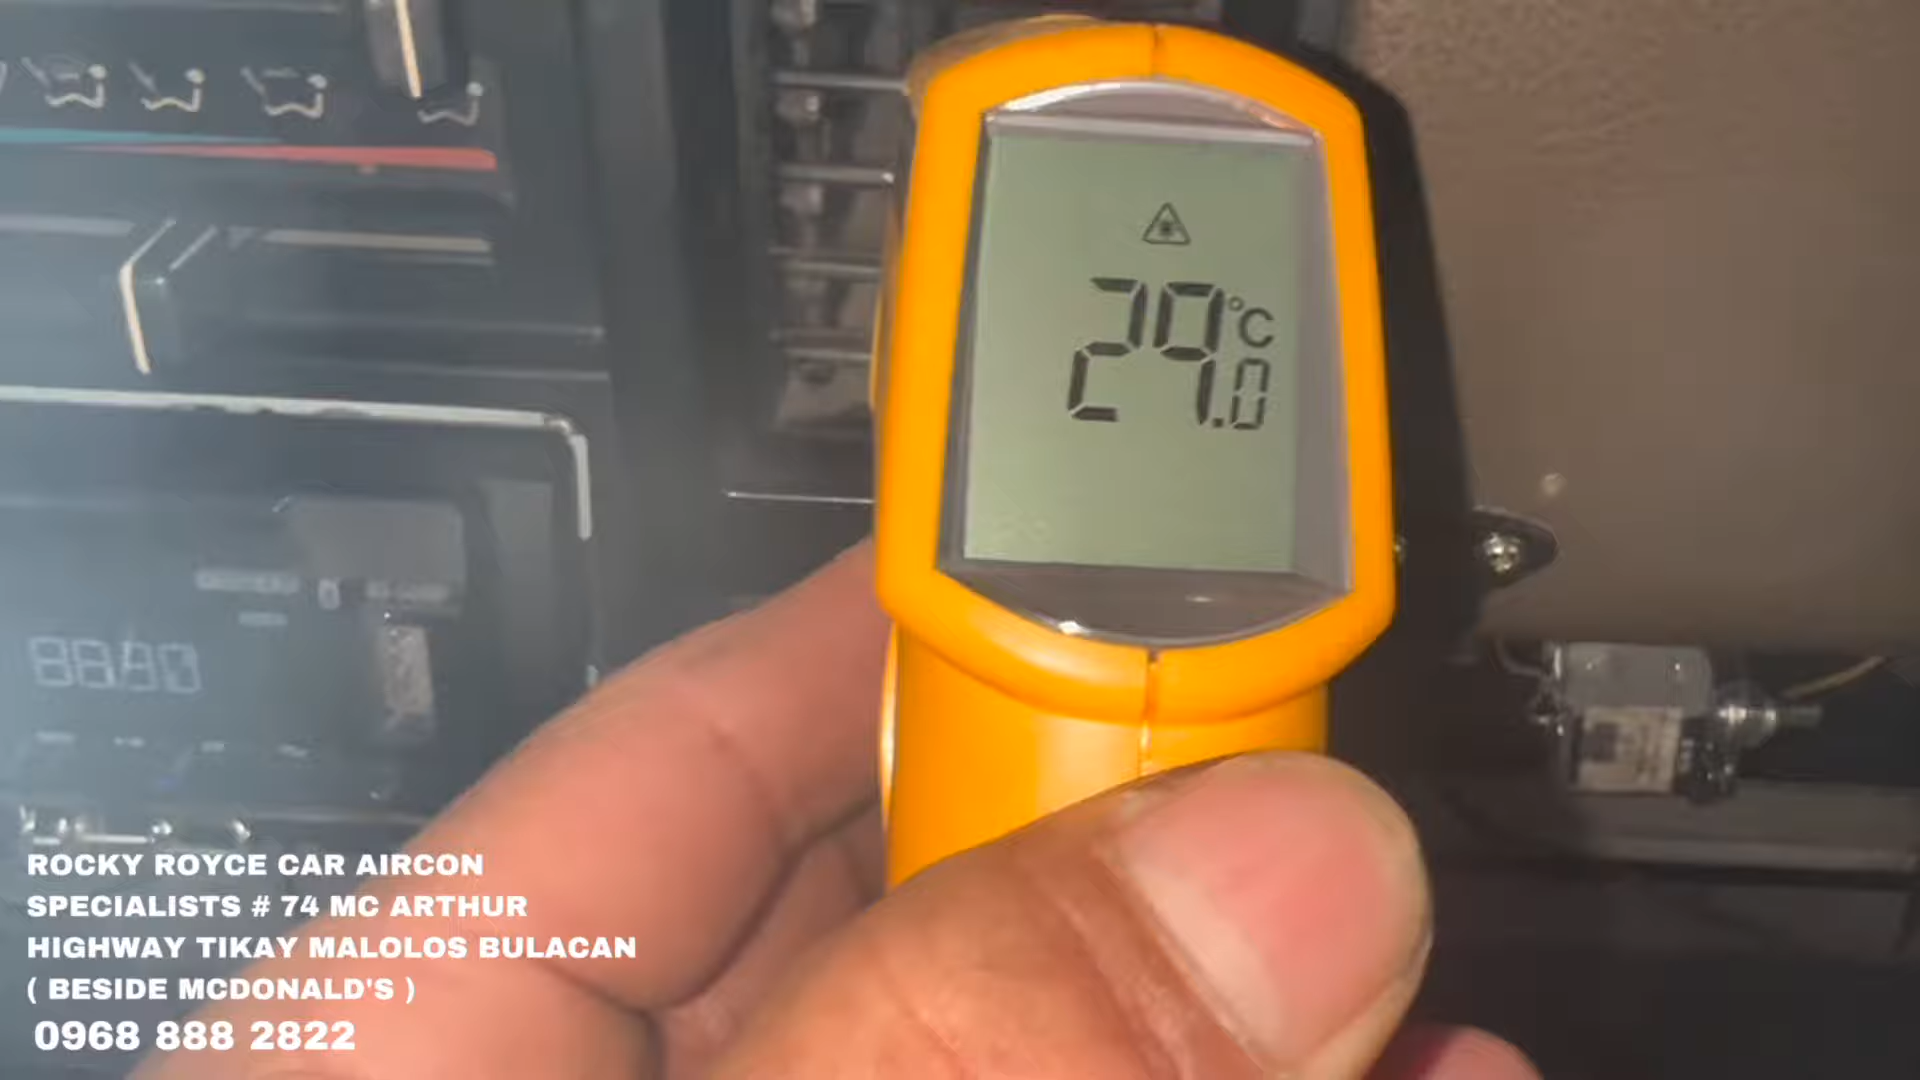 29.0 °C
ROCKY ROYCE CAR AIRCON
SPECIALISTS # 74 MC ARTHUR
HIGHWAY TIKAY MALOLOS BULACAN
( BESIDE MCDONALD'S )
0968 888 2822